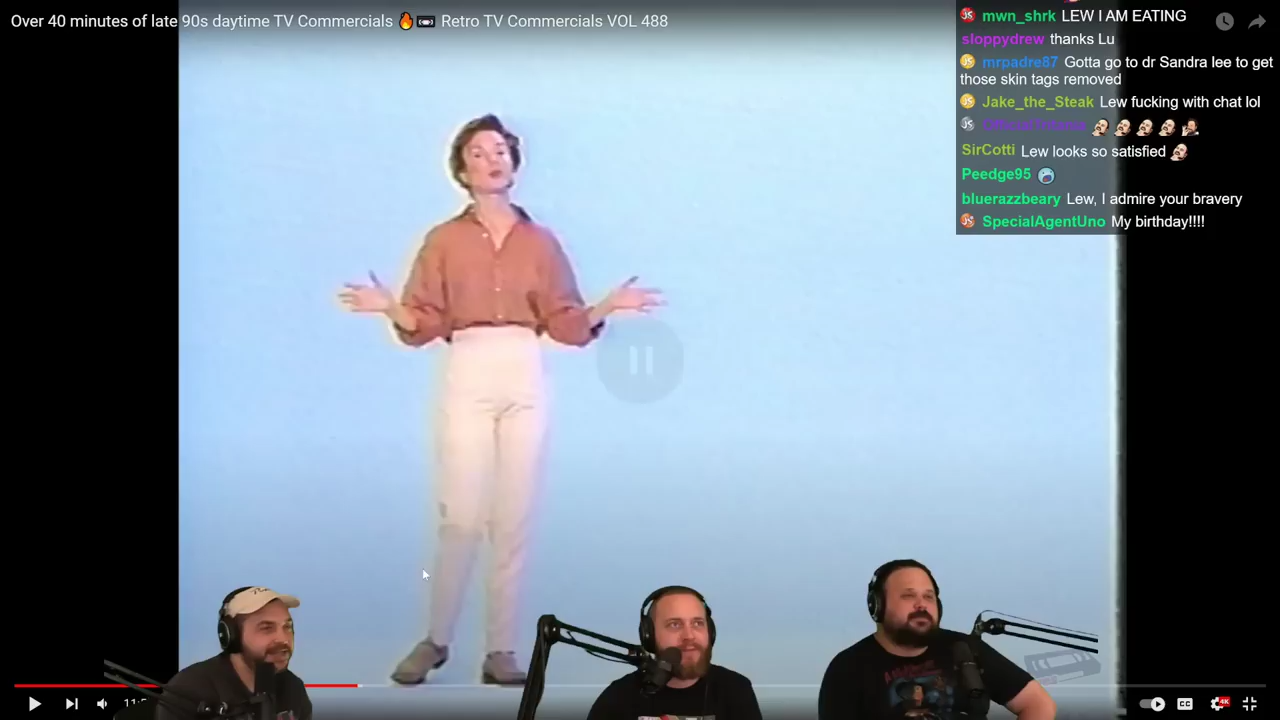 Over 40 minutes of late 90s daytime TV Commercials 🔥📼 Retro TV Commercials VOL 488
mwn_shrk LEW I AM EATING
sloppydrew thanks Lu
mrpadre87 Gotta go to dr Sandra lee to get
those skin tags removed
Jake_the_Steak Lew fucking with chat lol
SirCotti Lew looks so satisfied
Peedge95
bluerazzbeary Lew, I admire your bravery
SpecialAgentUno My birthday!!!!
CC
4K